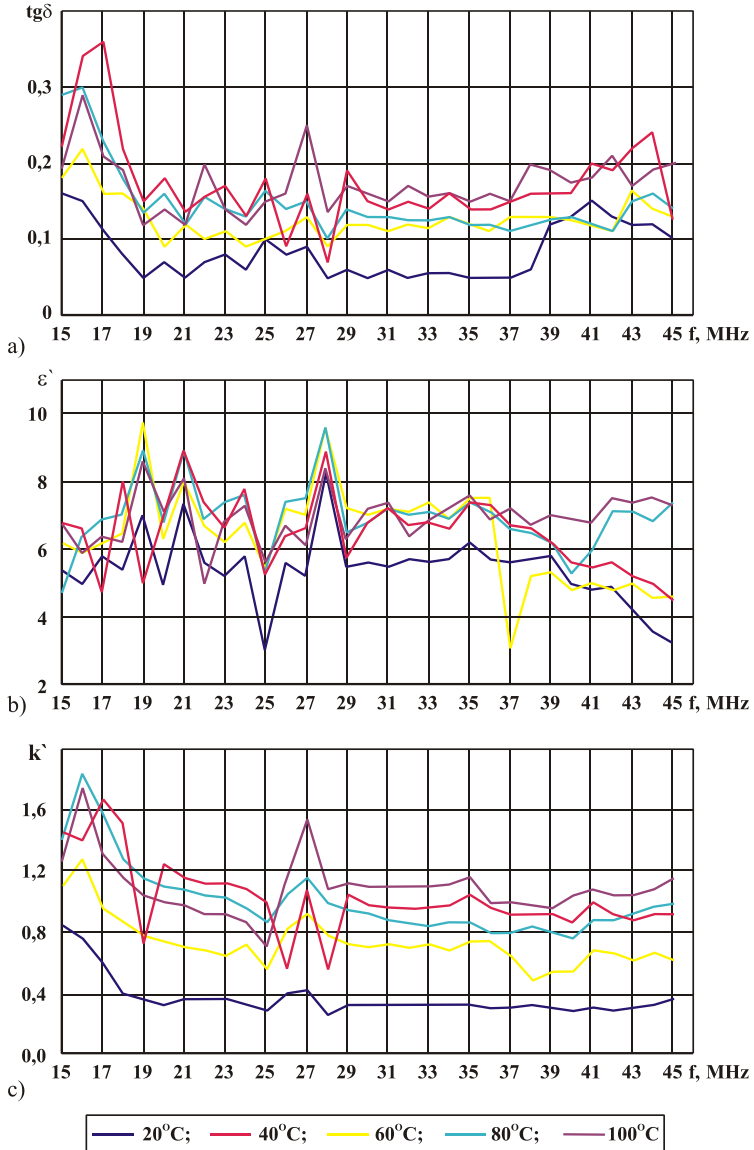 tgδ
0,3
0,2
0,1
0
15 17 19 21 23 25 27 29 31 33 35 37 39 41 43 45 f, MHz
a)
ε`
10
8
6
4
2
15 17 19 21 23 25 27 29 31 33 35 37 39 41 43 45 f, MHz
b)
k`
1,6
1,2
0,8
0,4
0,0
15 17 19 21 23 25 27 29 31 33 35 37 39 41 43 45 f, MHz
c)
20°C; 40°C; 60°C; 80°C; 100°C